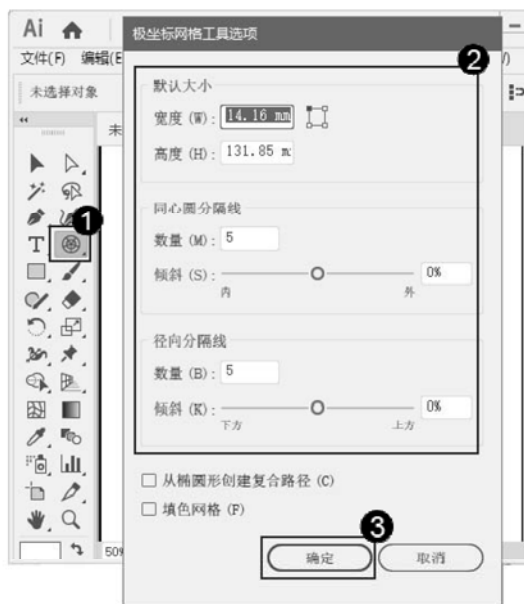 Ai
极坐标网格工具选项
文件(F) 编辑(E
2
默认大小
未选择对象
宽度 (W): 14.16 mm
未
高度 (H): 131.85 m
同心圆分隔线
1
数量 (M): 5
T
倾斜 (S): 0%
内 外
径向分隔线
数量 (B): 5
倾斜 (K): 0%
下方 上方
从椭圆形创建复合路径 (C)
填色网格 (F)
3
50%
确定 取消